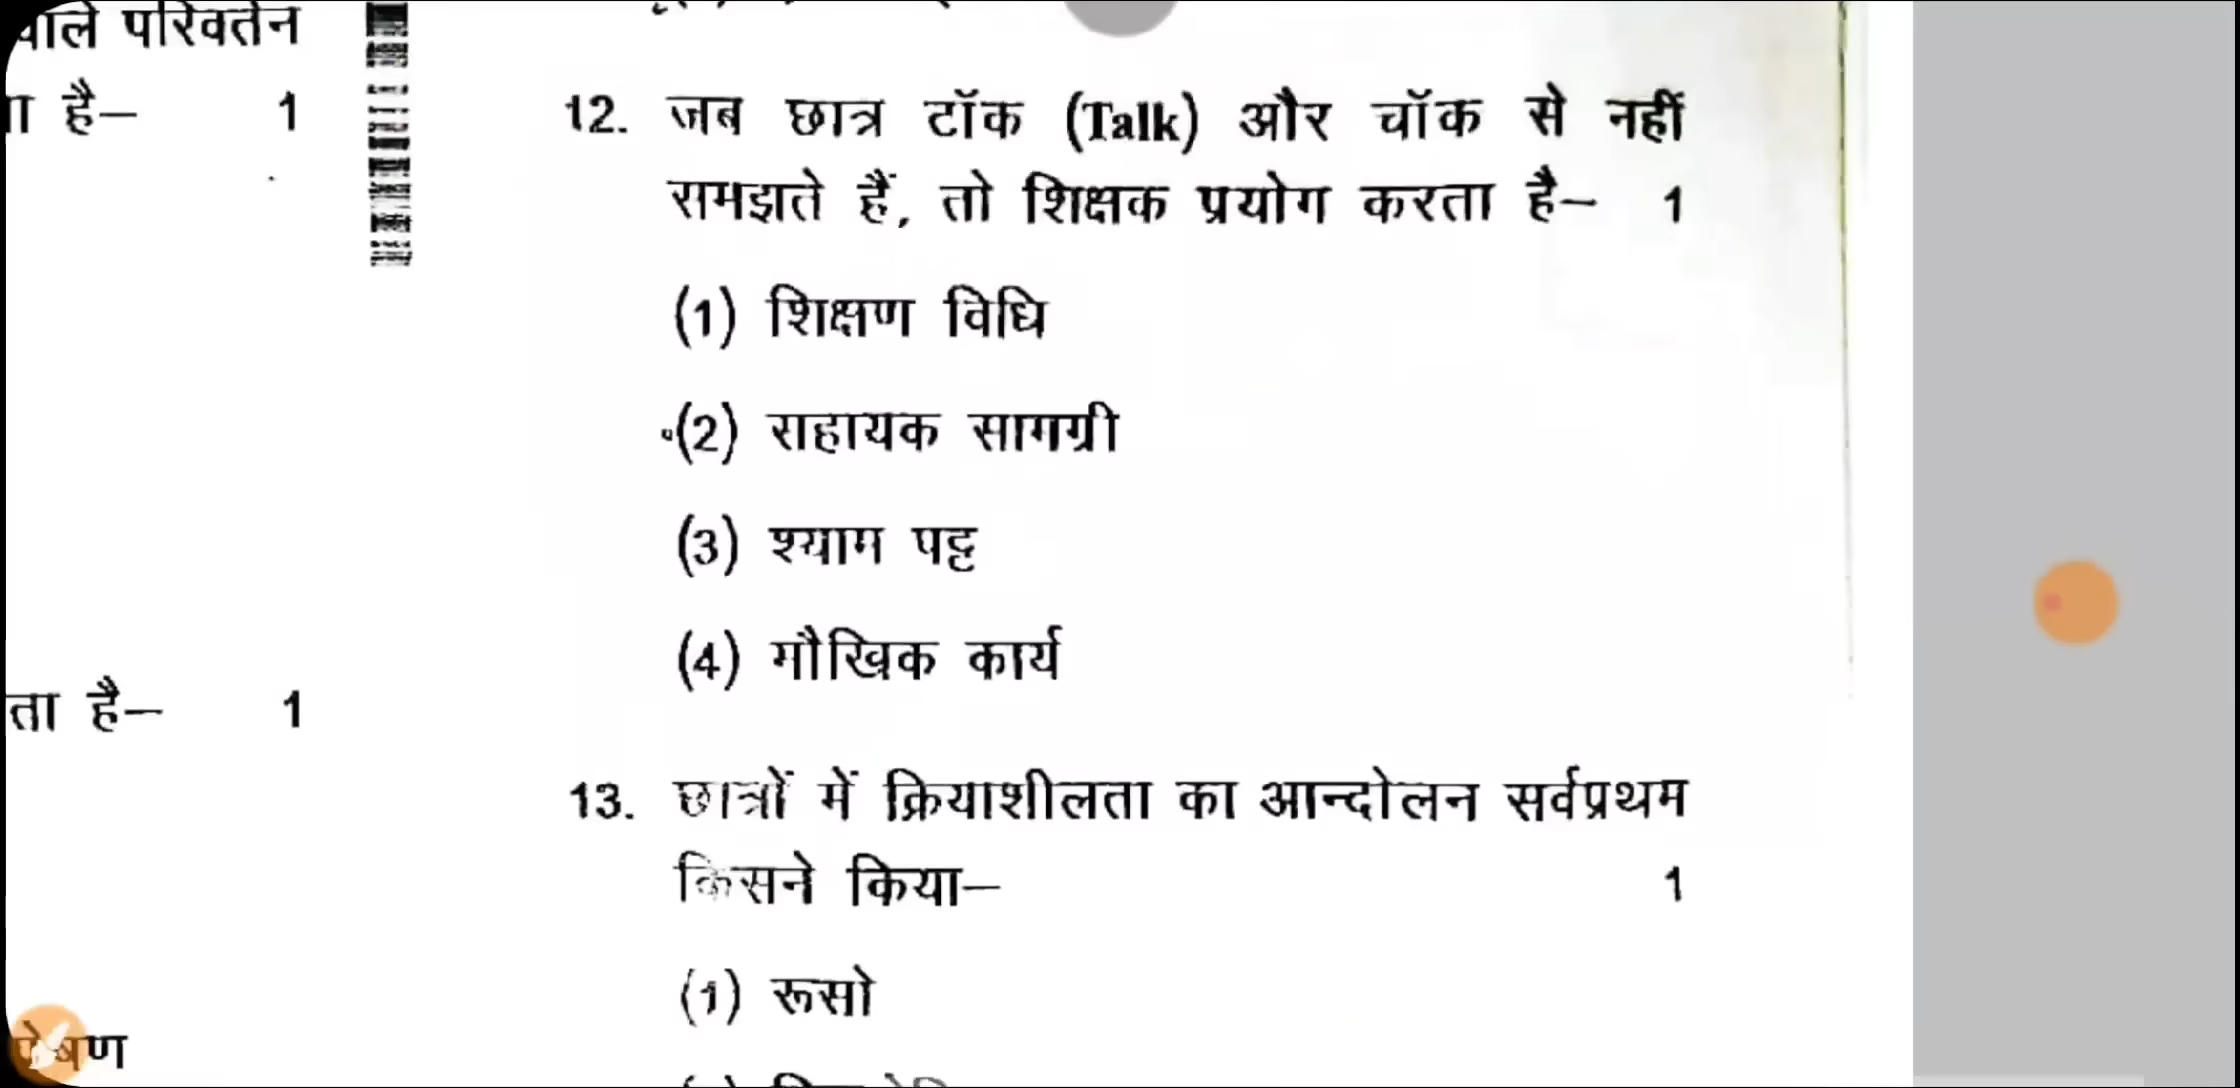 वाले परिवर्तन
है— 1
ता है— 1
12. जब छात्र टॉक (Talk) और चॉक से नहीं
समझते हैं, तो शिक्षक प्रयोग करता है— 1
(1) शिक्षण विधि
(2) सहायक सामग्री
(3) श्याम पट्ट
(4) मौखिक कार्य
13. छात्रों में क्रियाशीलता का आन्दोलन सर्वप्रथम
किसने किया— 1
(1) रूसो